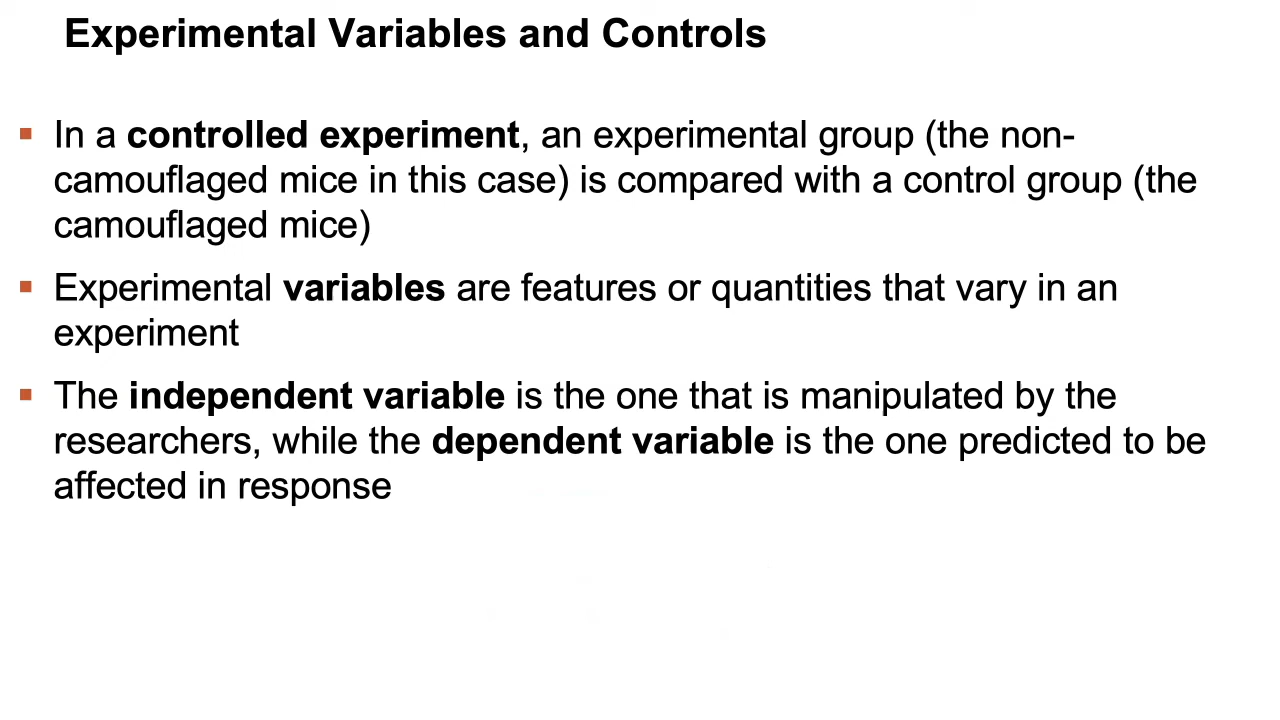 Experimental Variables and Controls
▪ In a controlled experiment, an experimental group (the non-
camouflaged mice in this case) is compared with a control group (the
camouflaged mice)
▪ Experimental variables are features or quantities that vary in an
experiment
▪ The independent variable is the one that is manipulated by the
researchers, while the dependent variable is the one predicted to be
affected in response